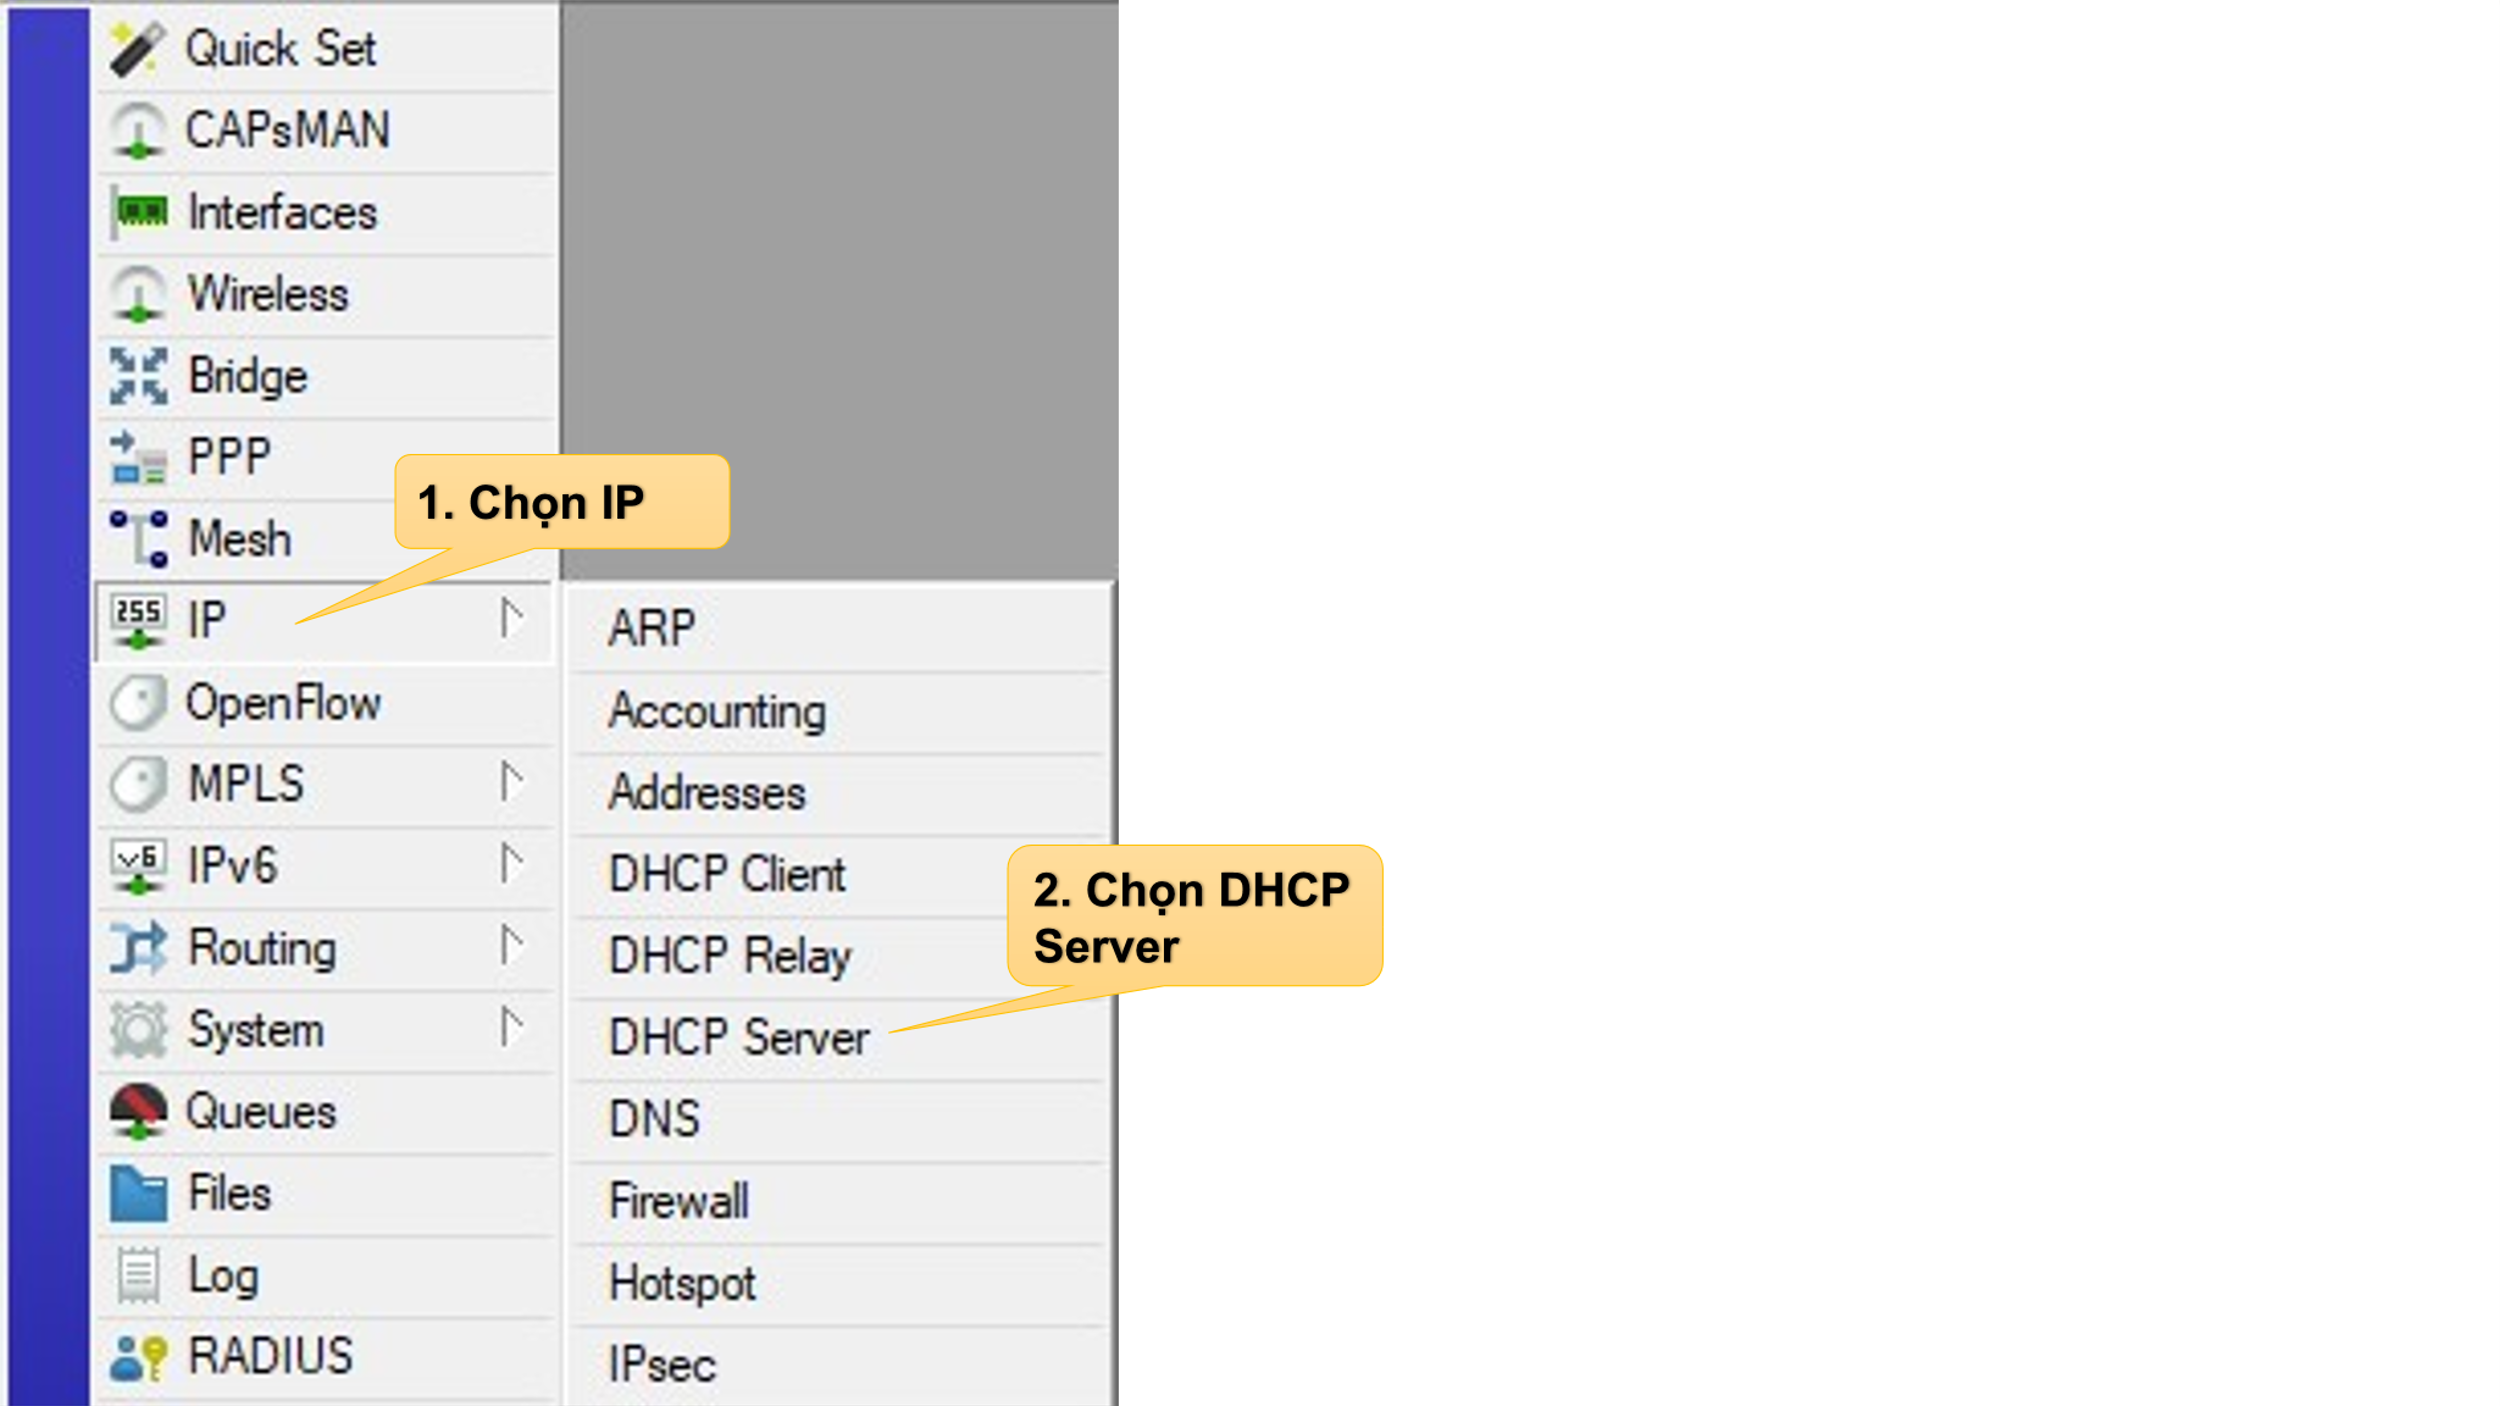 Quick Set
CAPsMAN
Interfaces
Wireless
Bridge
PPP
1. Chọn IP
Mesh
255
IP
OpenFlow
MPLS
v6
IPv6
Routing
System
Queues
Files
Log
RADIUS
ARP
Accounting
Addresses
DHCP Client
2. Chọn DHCP
Server
DHCP Relay
DHCP Server
DNS
Firewall
Hotspot
IPsec